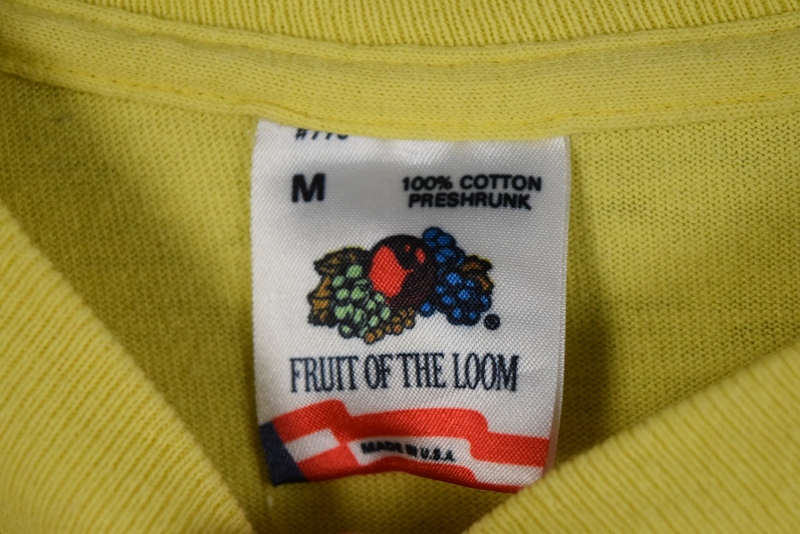 M
100% COTTON
PRESHRUNK
®
FRUIT OF THE LOOM
MADE IN U.S.A.